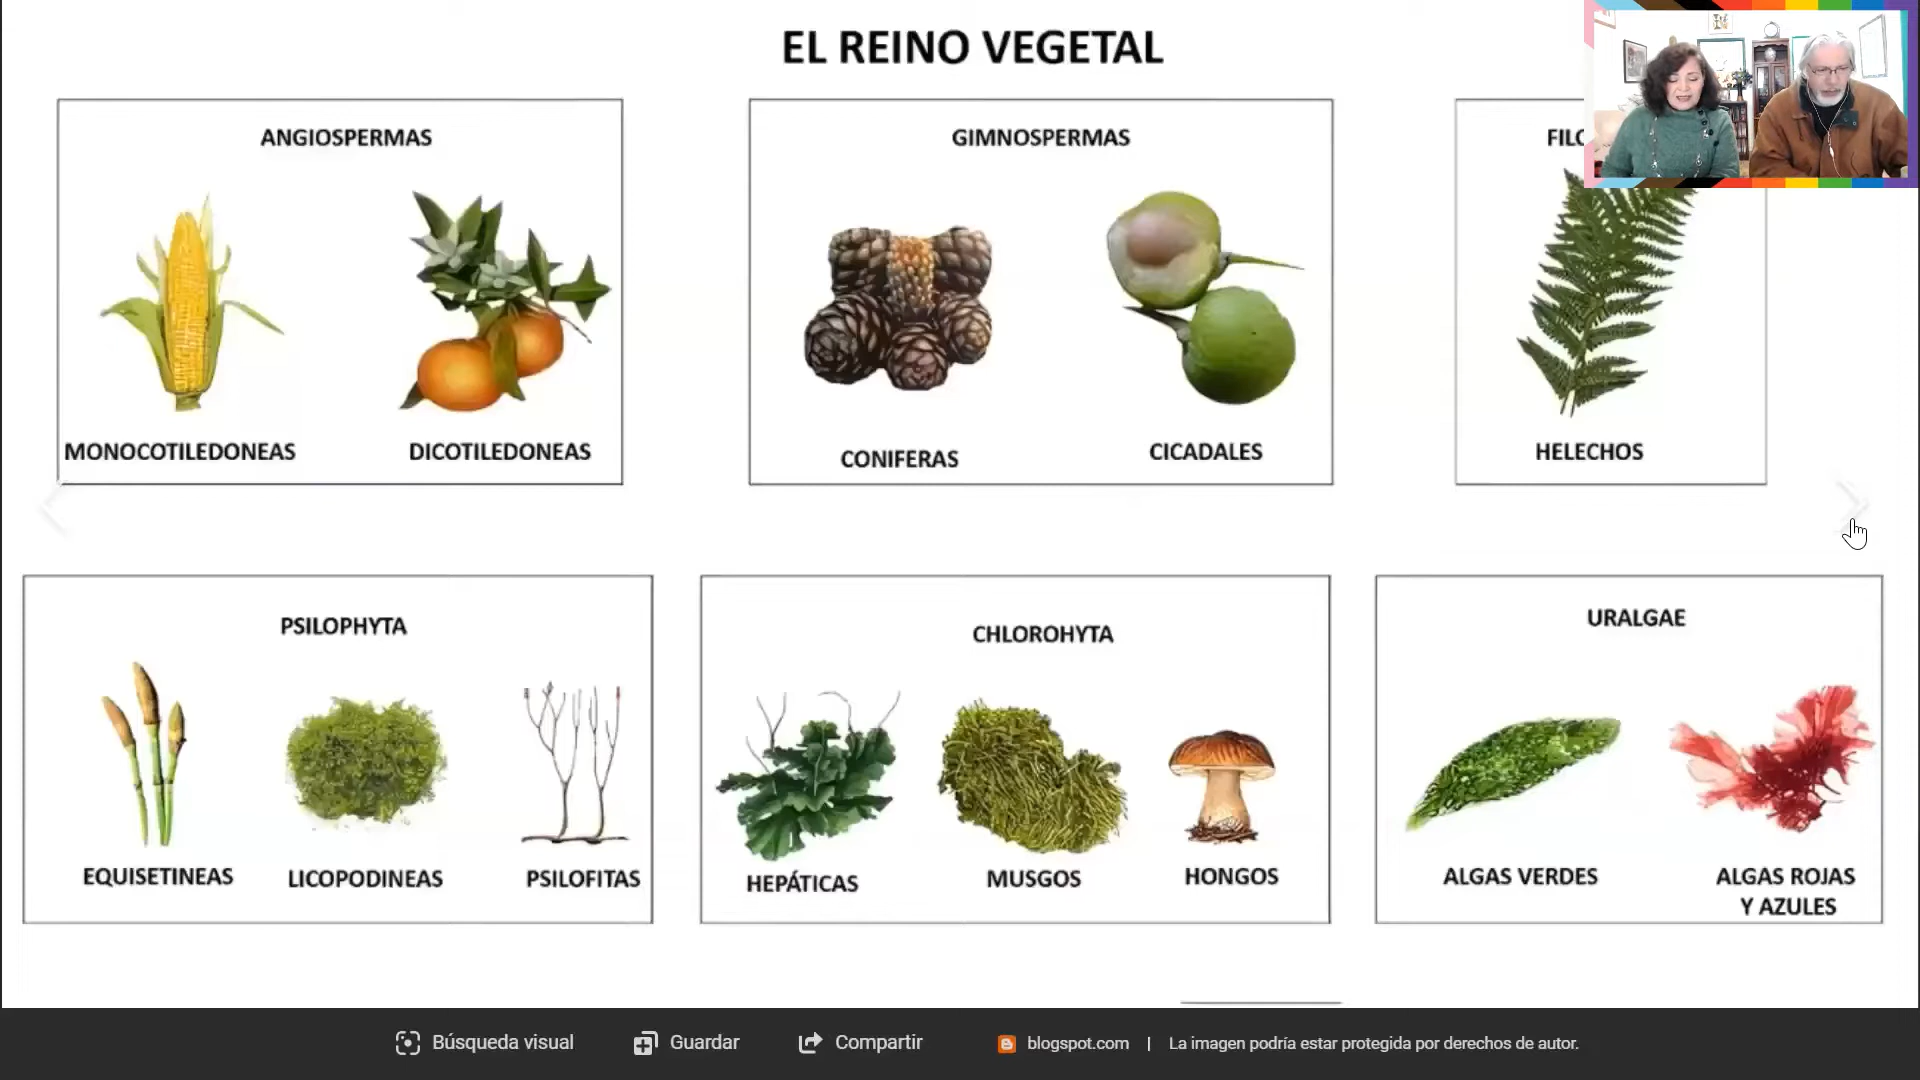 EL REINO VEGETAL
ANGIOSPERMAS
MONOCOTILEDONEAS
DICOTILEDONEAS
GIMNOSPERMAS
CONIFERAS
CICADALES
HELECHOS
PSILOPHYTA
EQUISETINEAS
LICOPODINEAS
PSILOFITAS
CHLOROHYTA
HEPÁTICAS
MUSGOS
HONGOS
URALGAE
ALGAS VERDES
ALGAS ROJAS
Y AZULES
Búsqueda visual
Guardar
Compartir
blogspot.com | La imagen podría estar protegida por derechos de autor.